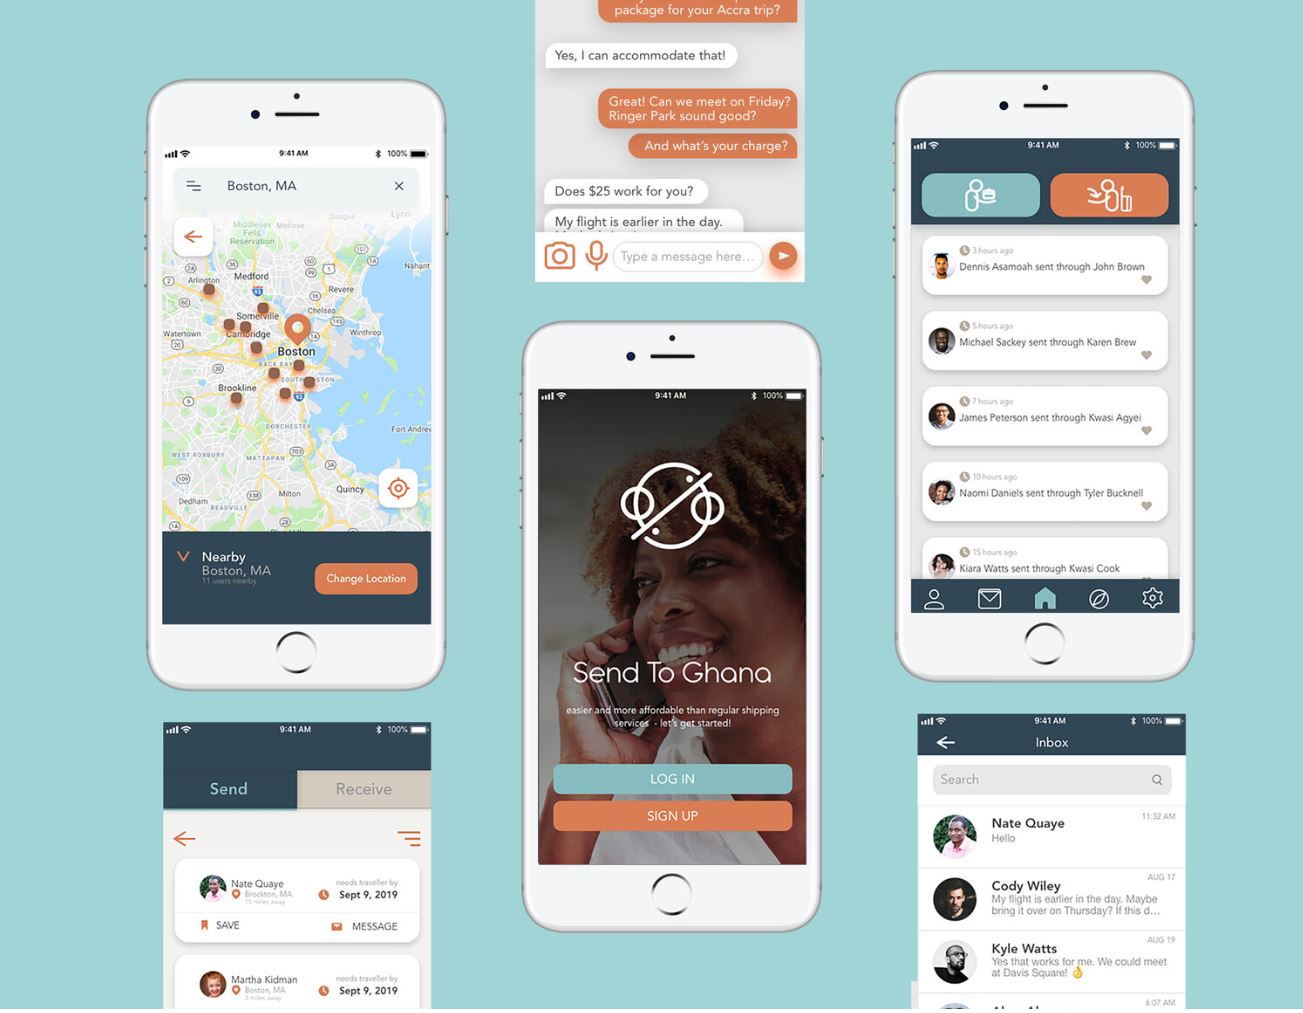 package for your Accra trip?
Yes, I can accommodate that!
Great! Can we meet on Friday?
Ringer Park sound good?
And what's your charge?
Does $25 work for you?
My flight is earlier in the day.
Type a message here...
9:41 AM
100%
Boston, MA
Saugus
Lynn
Middlesex
Fells
Reservation
Melrose
Nahant
Medford
Arlington
Revere
Chelsea
Somerville
Winthrop
Watertown
Cambridge
Boston
BACK BAY
SOUTH BOSTON
Brookline
DORCHESTER
Fort Andrew
WEST ROXBURY
MATTAPAN
Quincy
Milton
Dedham
READVILLE
Nearby
Boston, MA
11 users nearby
Change Location
9:41 AM
100%
Send To Ghana
easier and more affordable than regular shipping
services - let's get started!
LOG IN
SIGN UP
9:41 AM
100%
3 hours ago
Dennis Asamoah sent through John Brown
5 hours ago
Michael Sackey sent through Karen Brew
7 hours ago
James Peterson sent through Kwasi Agyei
10 hours ago
Naomi Daniels sent through Tyler Bucknell
15 hours ago
Kiara Watts sent through Kwasi Cook
9:41 AM
100%
Send
Receive
Nate Quaye
Brockton, MA
15 miles away
needs traveller by
Sept 9, 2019
SAVE
MESSAGE
Martha Kidman
Boston, MA
3 miles away
needs traveller by
Sept 9, 2019
9:41 AM
100%
Inbox
Search
Nate Quaye
11:32 AM
Hello
AUG 17
Cody Wiley
My flight is earlier in the day. Maybe
bring it over on Thursday? If this d...
AUG 19
Kyle Watts
Yes that works for me. We could meet
at Davis Square! 👌
6:07 AM